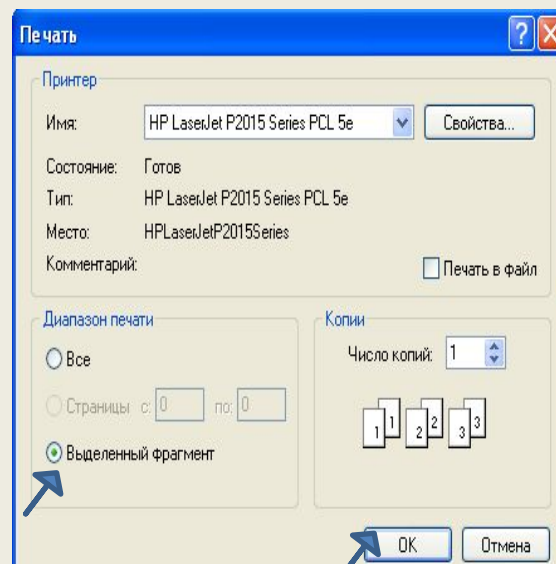 Печать
Принтер
Имя: HP LaserJet P2015 Series PCL 5e Свойства...
Состояние: Готов
Тип: HP LaserJet P2015 Series PCL 5e
Место: HPLaserJetP2015Series
Комментарий: Печать в файл
Диапазон печати
Все
Страницы с: 0 по: 0
Выделенный фрагмент
Копии
Число копий: 1
1 1 2 2 3 3
ОК Отмена